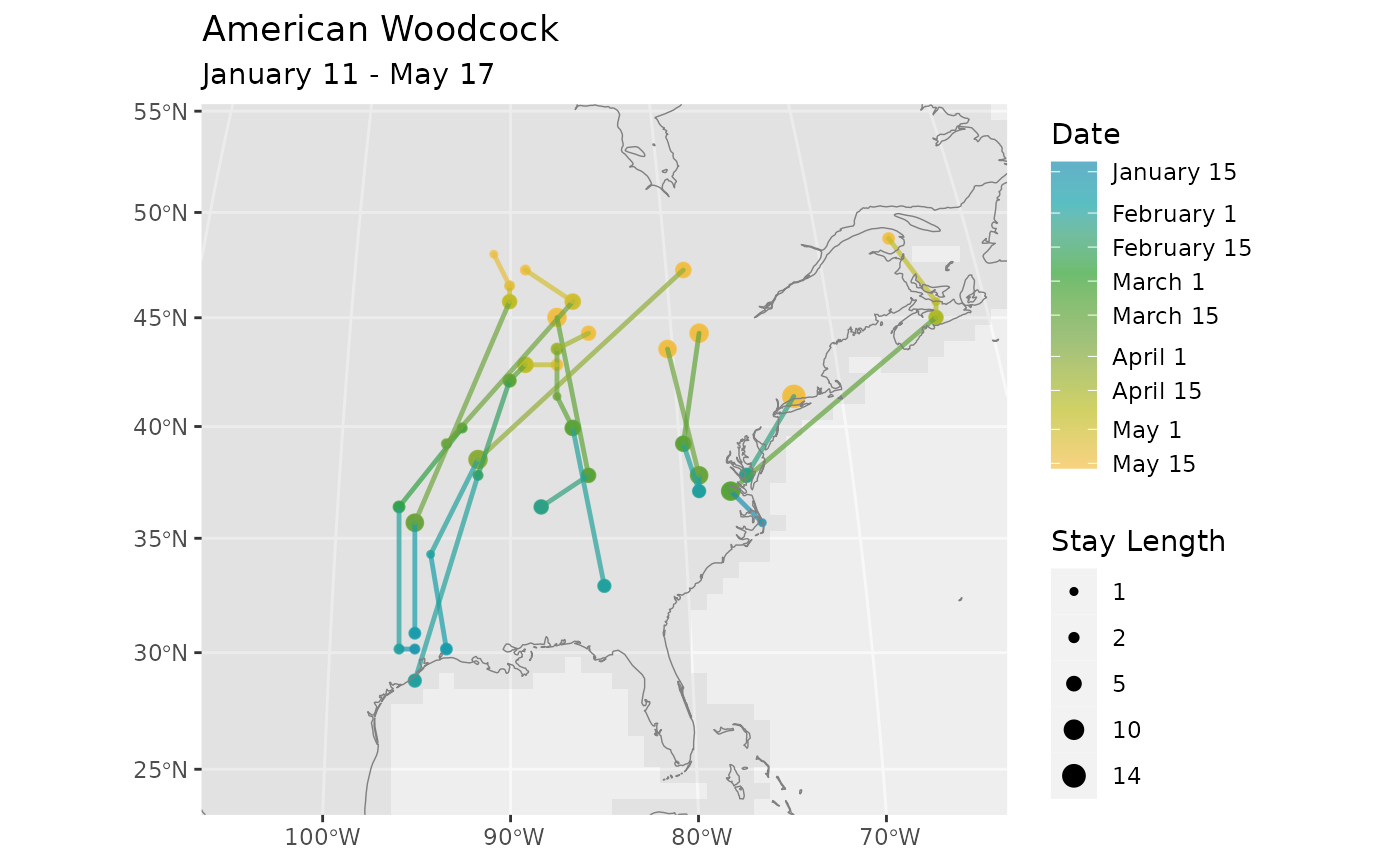 American Woodcock
January 11 - May 17
55°N
50°N
45°N
40°N
35°N
30°N
25°N
100°W
90°W
80°W
70°W
Date
January 15
February 1
February 15
March 1
March 15
April 1
April 15
May 1
May 15
Stay Length
1
2
5
10
14